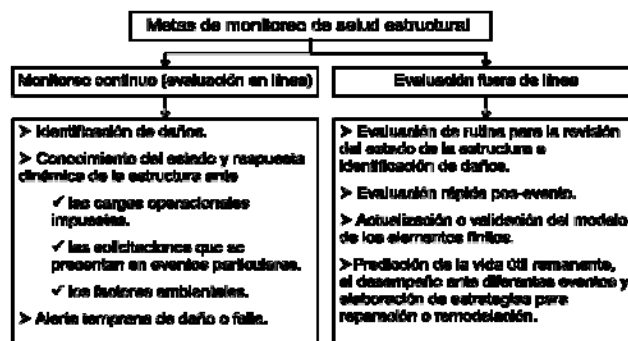 Metas de monitoreo de salud estructural
Monitoreo continuo (evaluación en línea)
➢ Identificación de daños.
➢ Conocimiento del estado y respuesta
dinámica de la estructura ante
✓ las cargas operacionales
impuestas.
✓ las solicitaciones que se
presentan en eventos particulares.
✓ los factores ambientales.
➢ Alerta temprana de daño o falla.
Evaluación fuera de línea
➢ Evaluación de rutina para la revisión
del estado de la estructura e
identificación de daños.
➢ Evaluación rápida pos-evento.
➢ Actualización o validación del modelo
de los elementos finitos.
➢Predicción de la vida útil remanente,
el desempeño ante diferentes eventos y
elaboración de estrategias para
reparación o remodelación.